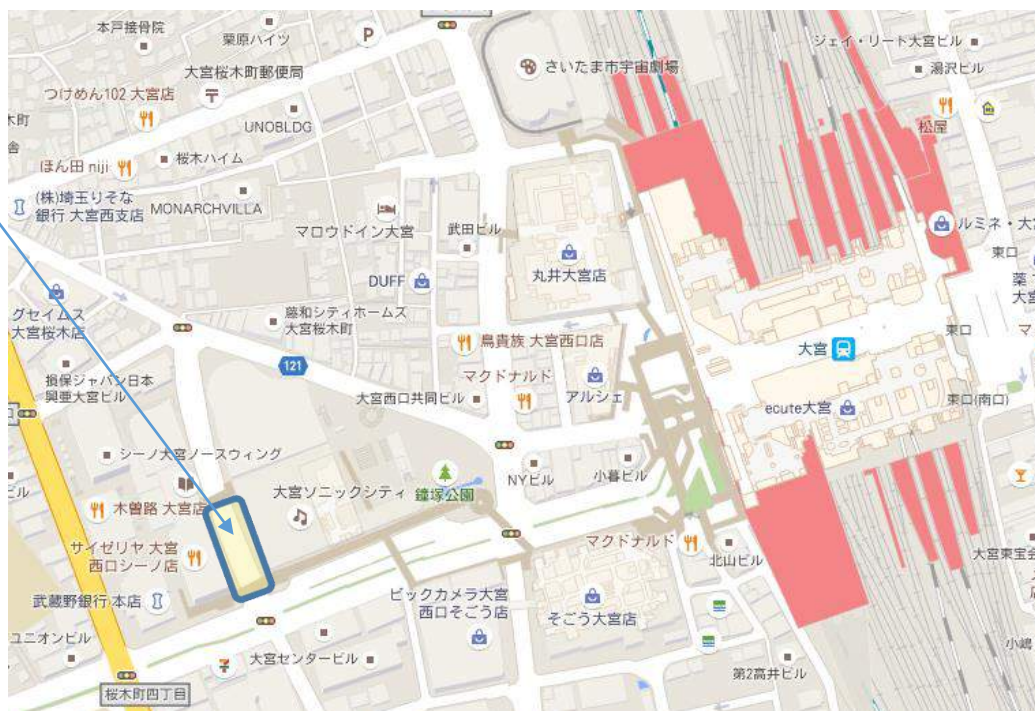 本戸接骨院
栗原ハイツ
P
ジェイ・リート大宮ビル
湯沢ビル
さいたま市宇宙劇場
大宮桜木町郵便局
つけめん102 大宮店
UNOBLDG
松屋
木町
舎
ほん田 niji
桜木ハイム
(株)埼玉りそな
銀行 大宮西支店
MONARCHVILLA
マロウドイン大宮
武田ビル
ルミネ・大
東口
丸井大宮店
DUFF
大宮
グセイムス
大宮桜木店
藤和シティホームズ
大宮桜木町
鳥貴族 大宮西口店
大宮
東口
マ
121
損保ジャパン日本
興亜大宮ビル
マクドナルド
大宮西口共同ビル
アルシェ
ecute大宮
東口(南口)
口
シーノ大宮ノースウィング
ビル
大宮ソニックシティ
鐘塚公園
NYビル
小暮ビル
木曽路 大宮店
サイゼリヤ 大宮
西口シーノ店
マクドナルド
北山ビル
大宮東宝会
武蔵野銀行 本店
ビックカメラ大宮
西口そごう店
そごう大宮店
ユニオンビル
大宮センタービル
小嶋
第2高井ビル
桜木町四丁目